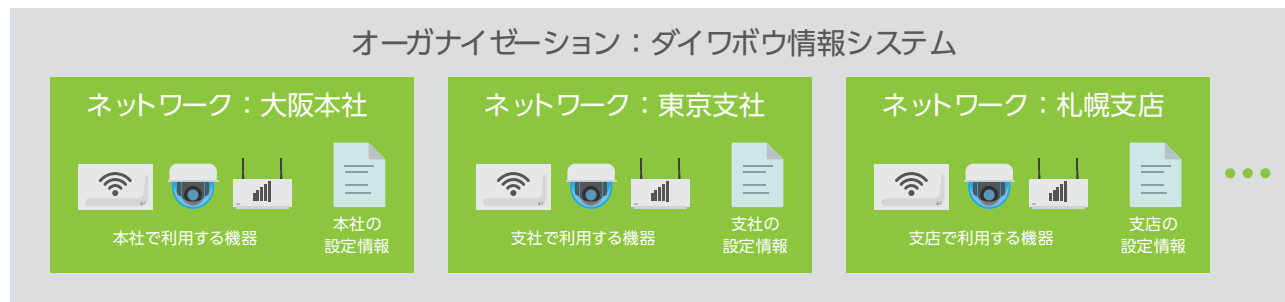 オーガナイゼーション：ダイワボウ情報システム
ネットワーク：大阪本社
本社で利用する機器
本社の
設定情報
ネットワーク：東京支社
支社で利用する機器
支社の
設定情報
ネットワーク：札幌支店
支店で利用する機器
支店の
設定情報
•••